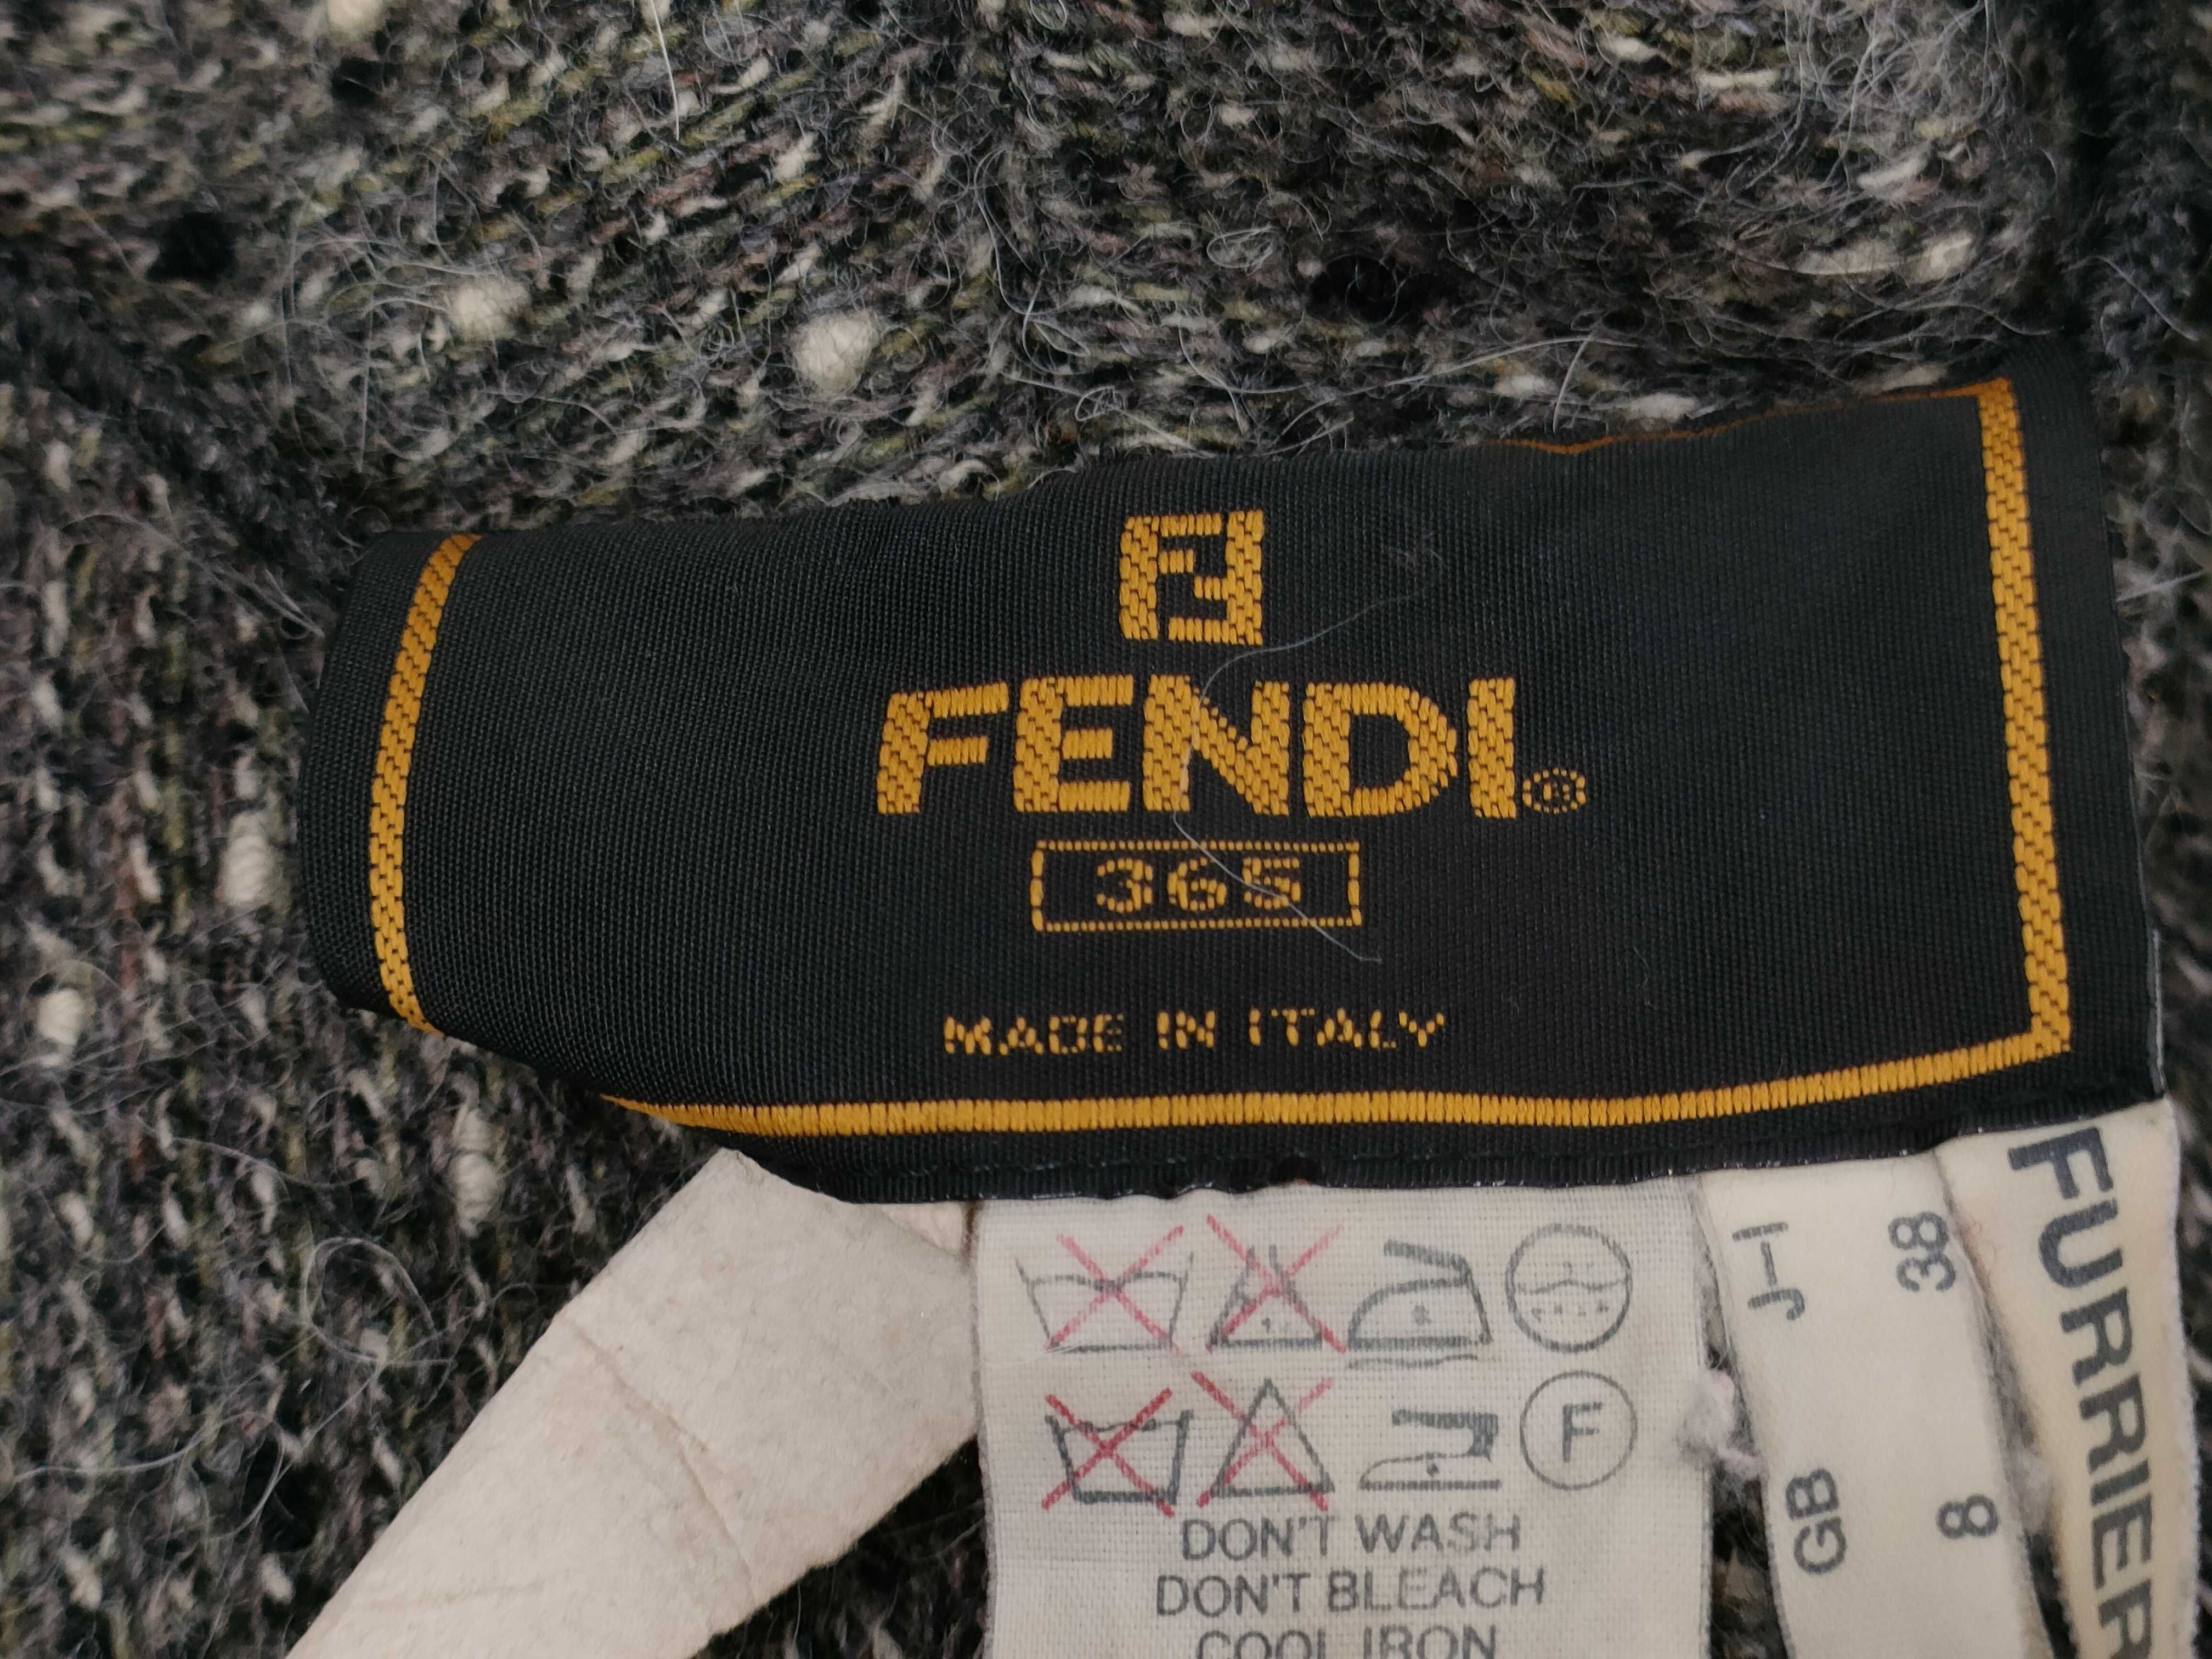 FF
FENDI®
365
MADE IN ITALY
F
DON'T WASH
DON'T BLEACH
COOL IRON
J-I 38
GB 8
FURRIER